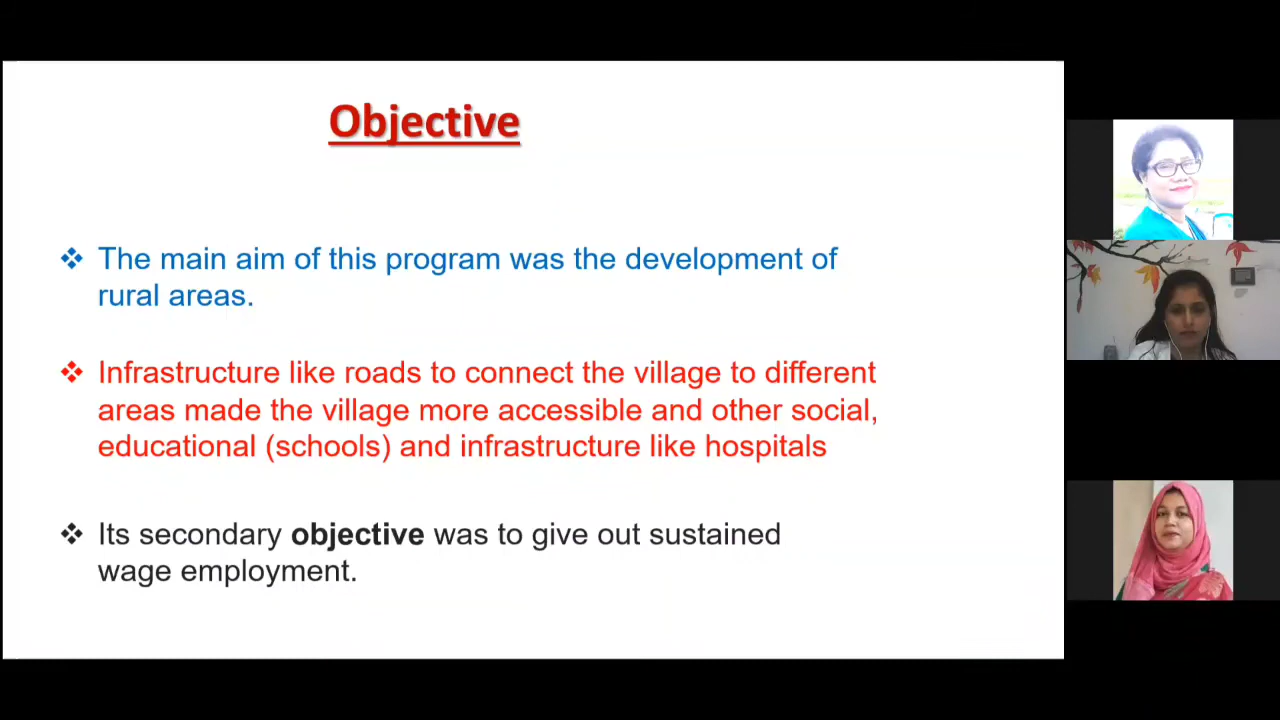 Objective
❖ The main aim of this program was the development of
rural areas.
❖ Infrastructure like roads to connect the village to different
areas made the village more accessible and other social,
educational (schools) and infrastructure like hospitals
❖ Its secondary objective was to give out sustained
wage employment.